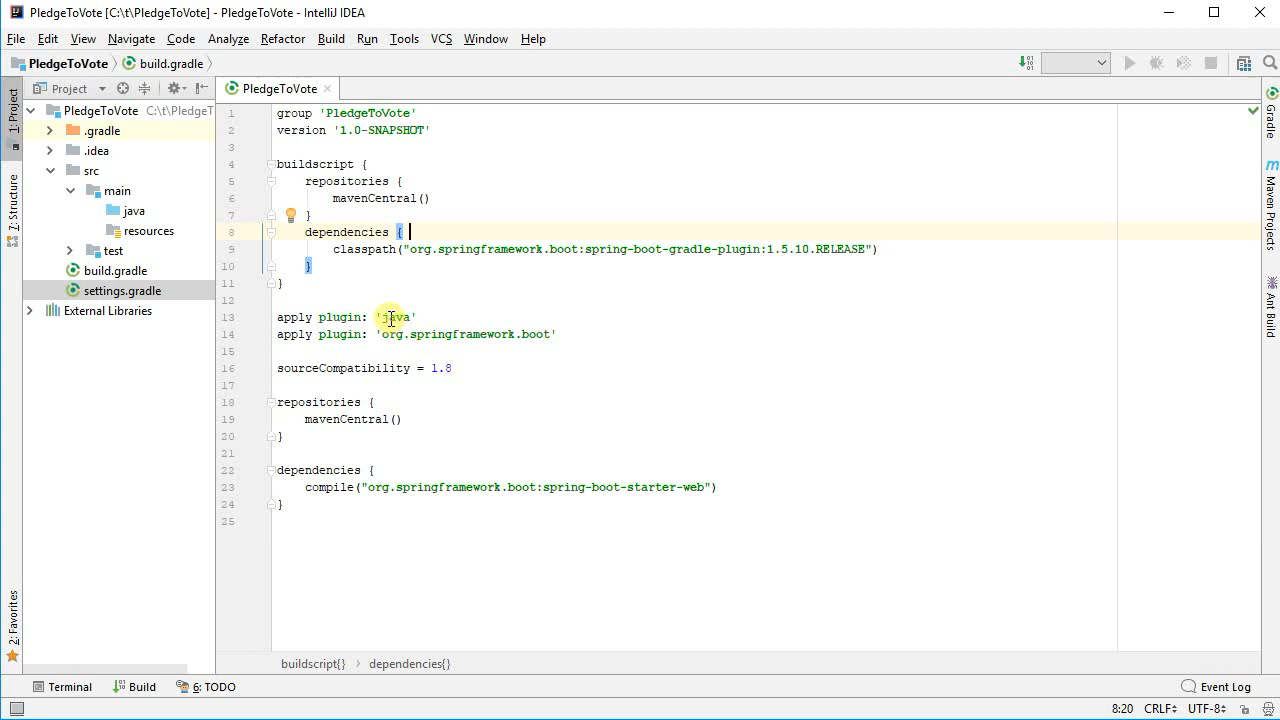 PledgeToVote [C:\t\PledgeToVote] - PledgeToVote - IntelliJ IDEA
File Edit View Navigate Code Analyze Refactor Build Run Tools VCS Window Help
PledgeToVote build.gradle
Project
PledgeToVote
1: Project
7: Structure
2: Favorites
PledgeToVote C:\t\PledgeT
.gradle
.idea
src
main
java
resources
test
build.gradle
settings.gradle
External Libraries
1 group 'PledgeToVote'
2 version '1.0-SNAPSHOT'
3
4 buildscript {
5 repositories {
6 mavenCentral()
7 }
8 dependencies {
9 classpath("org.springframework.boot:spring-boot-gradle-plugin:1.5.10.RELEASE")
10 }
11 }
12
13 apply plugin: 'java'
14 apply plugin: 'org.springframework.boot'
15
16 sourceCompatibility = 1.8
17
18 repositories {
19 mavenCentral()
20 }
21
22 dependencies {
23 compile("org.springframework.boot:spring-boot-starter-web")
24 }
25
Gradle
Maven Projects
Ant Build
buildscript{} dependencies{}
Terminal Build 6: TODO Event Log
8:20 CRLF UTF-8